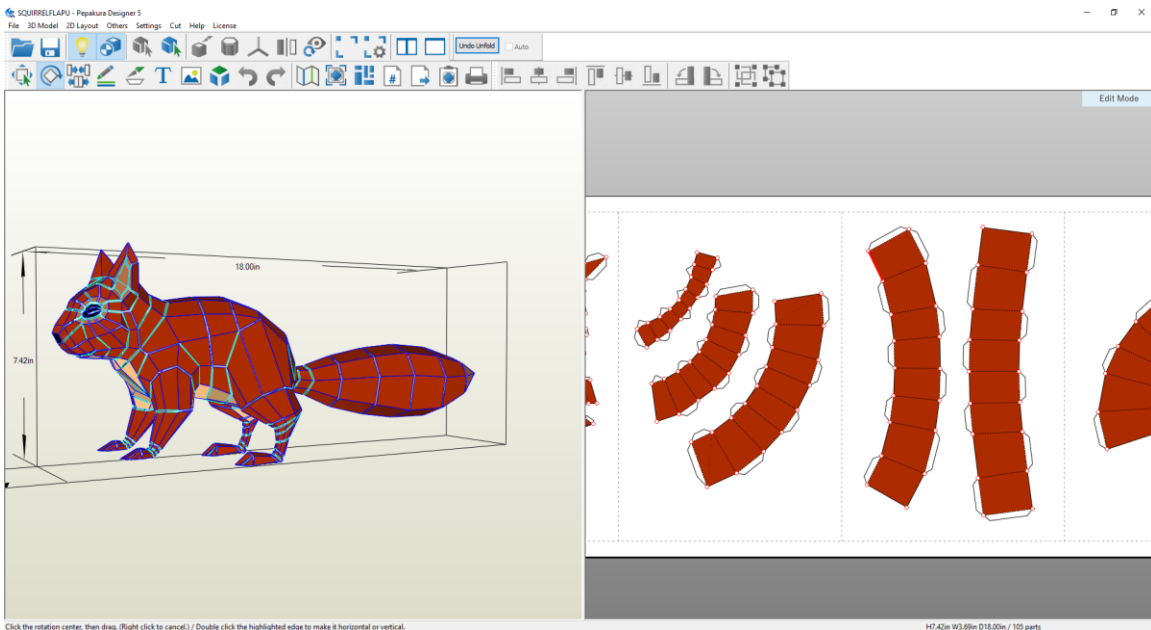 SQUIRRELFLAPU - Pepakura Designer 5
File 3D Model 2D Layout Others Settings Cut Help License
Undo Unfold Auto
T #
Edit Mode
18.00in
7.42in
Click the rotation center, then drag. (Right click to cancel.) / Double click the highlighted edge to make it horizontal or vertical.
H7.42in W3.69in D18.00in / 105 parts